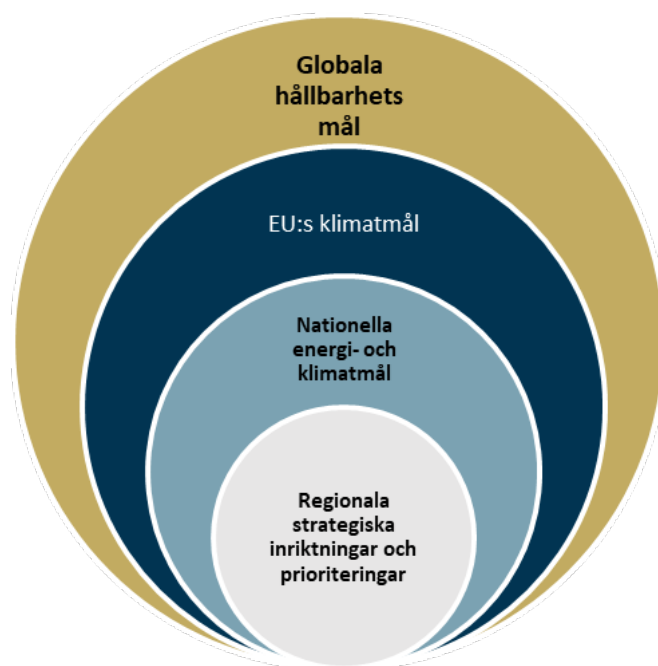 Globala
hållbarhets
mål
EU:s klimatmål
Nationella
energi- och
klimatmål
Regionala
strategiska
inriktningar och
prioriteringar